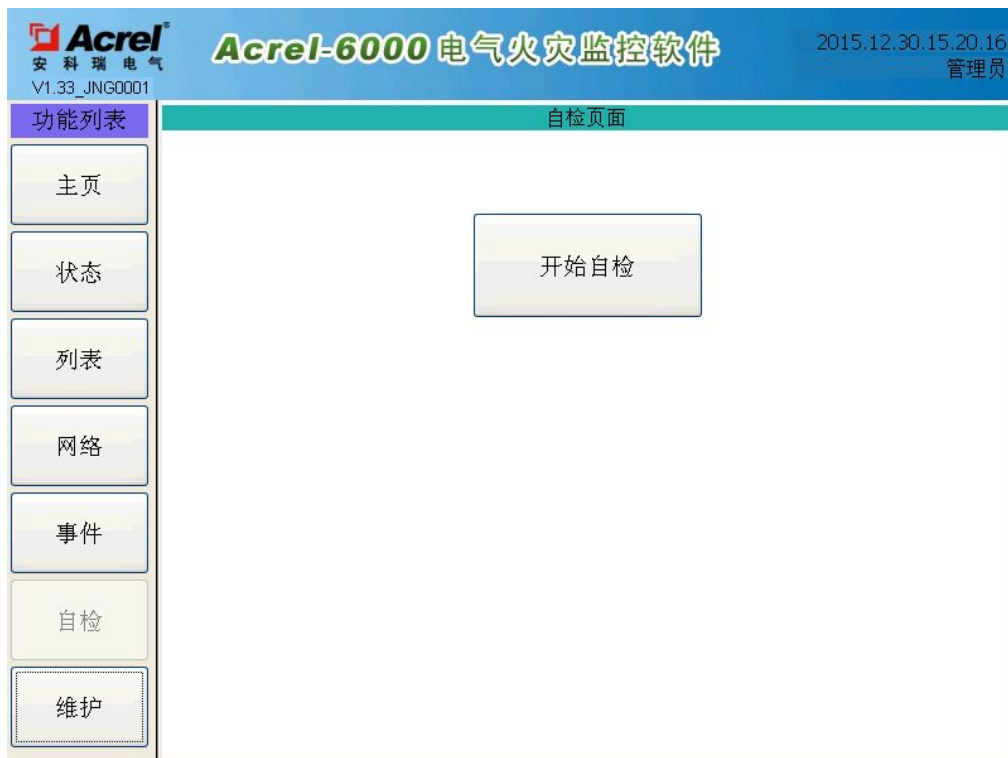 Acrel®
安科瑞电气
V1.33_JNG0001
Acrel-6000电气火灾监控软件
2015.12.30.15.20.16
管理员
功能列表
自检页面
主页
状态
列表
网络
事件
自检
维护
开始自检